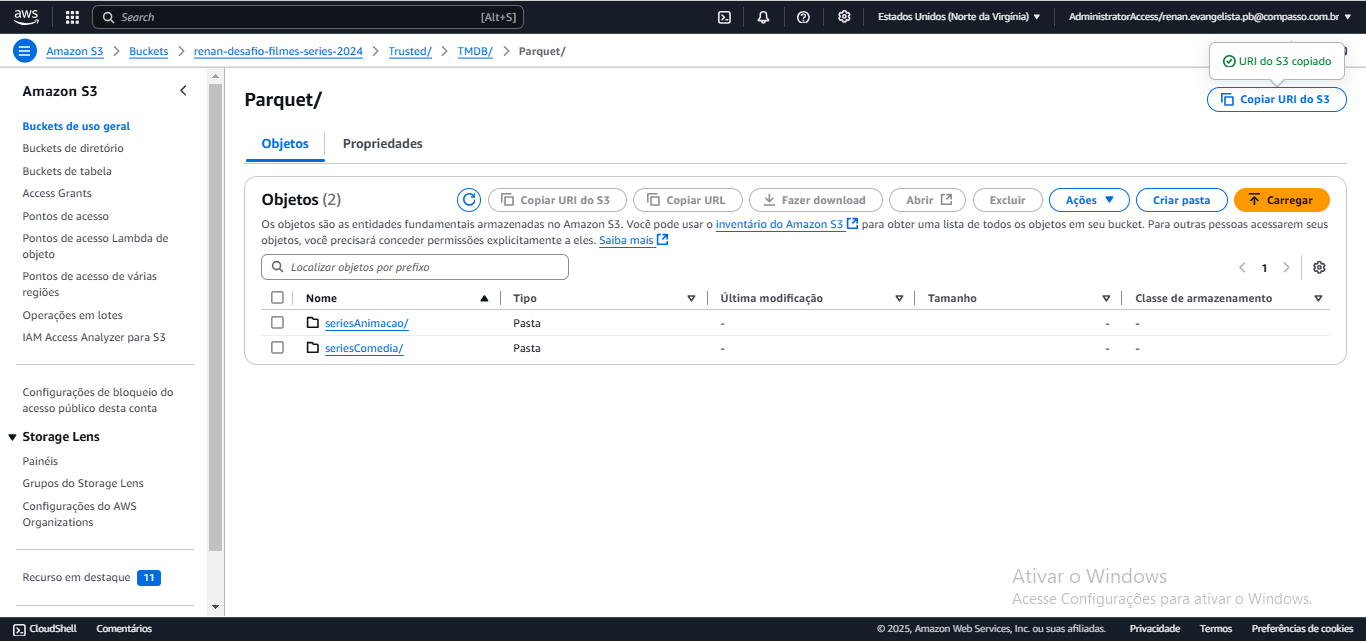 aws
Search [Alt+S]
Estados Unidos (Norte da Virgínia)
AdministratorAccess/renan.evangelista.pb@compasso.com.br
Amazon S3 > Buckets > renan-desafio-filmes-series-2024 > Trusted/ > TMDB/ > Parquet/
URI do S3 copiado
Amazon S3
Buckets de uso geral
Buckets de diretório
Buckets de tabela
Access Grants
Pontos de acesso
Pontos de acesso Lambda de
objeto
Pontos de acesso de várias
regiões
Operações em lotes
IAM Access Analyzer para S3
Configurações de bloqueio do
acesso público desta conta
Storage Lens
Painéis
Grupos do Storage Lens
Configurações do AWS
Organizations
Recurso em destaque 11
Parquet/
Copiar URI do S3
Objetos Propriedades
Objetos (2)
Copiar URI do S3 Copiar URL Fazer download Abrir Excluir Ações Criar pasta Carregar
Os objetos são as entidades fundamentais armazenadas no Amazon S3. Você pode usar o inventário do Amazon S3 para obter uma lista de todos os objetos em seu bucket. Para outras pessoas acessarem seus
objetos, você precisará conceder permissões explicitamente a eles. Saiba mais
Localizar objetos por prefixo
< 1 >
Nome Tipo Última modificação Tamanho Classe de armazenamento
seriesAnimacao/ Pasta - - -
seriesComedia/ Pasta - - -
Ativar o Windows
Acesse Configurações para ativar o Windows.
CloudShell Comentários
© 2025, Amazon Web Services, Inc. ou suas afiliadas. Privacidade Termos Preferências de cookies